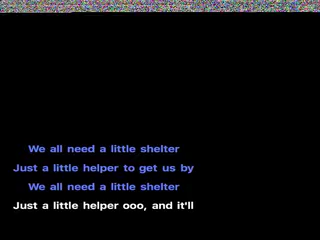 We all need a little shelter
Just a little helper to get us by
We all need a little shelter
Just a little helper ooo, and it'll